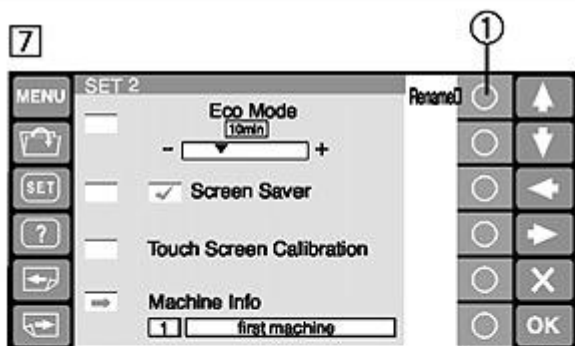 ①
7
MENU
SET 2
Rename
Eco Mode
10min
- +
SET
Screen Saver
?
Touch Screen Calibration
Machine Info
1 first machine
OK